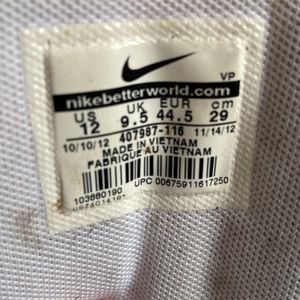 VP
nikebetterworld.com
US UK EUR cm
12 9.5 44.5 29
10/10/12 407987-116 11/14/12
MADE IN VIETNAM
FABRIQUE AU VIETNAM
103880190 UPC 00675911617250